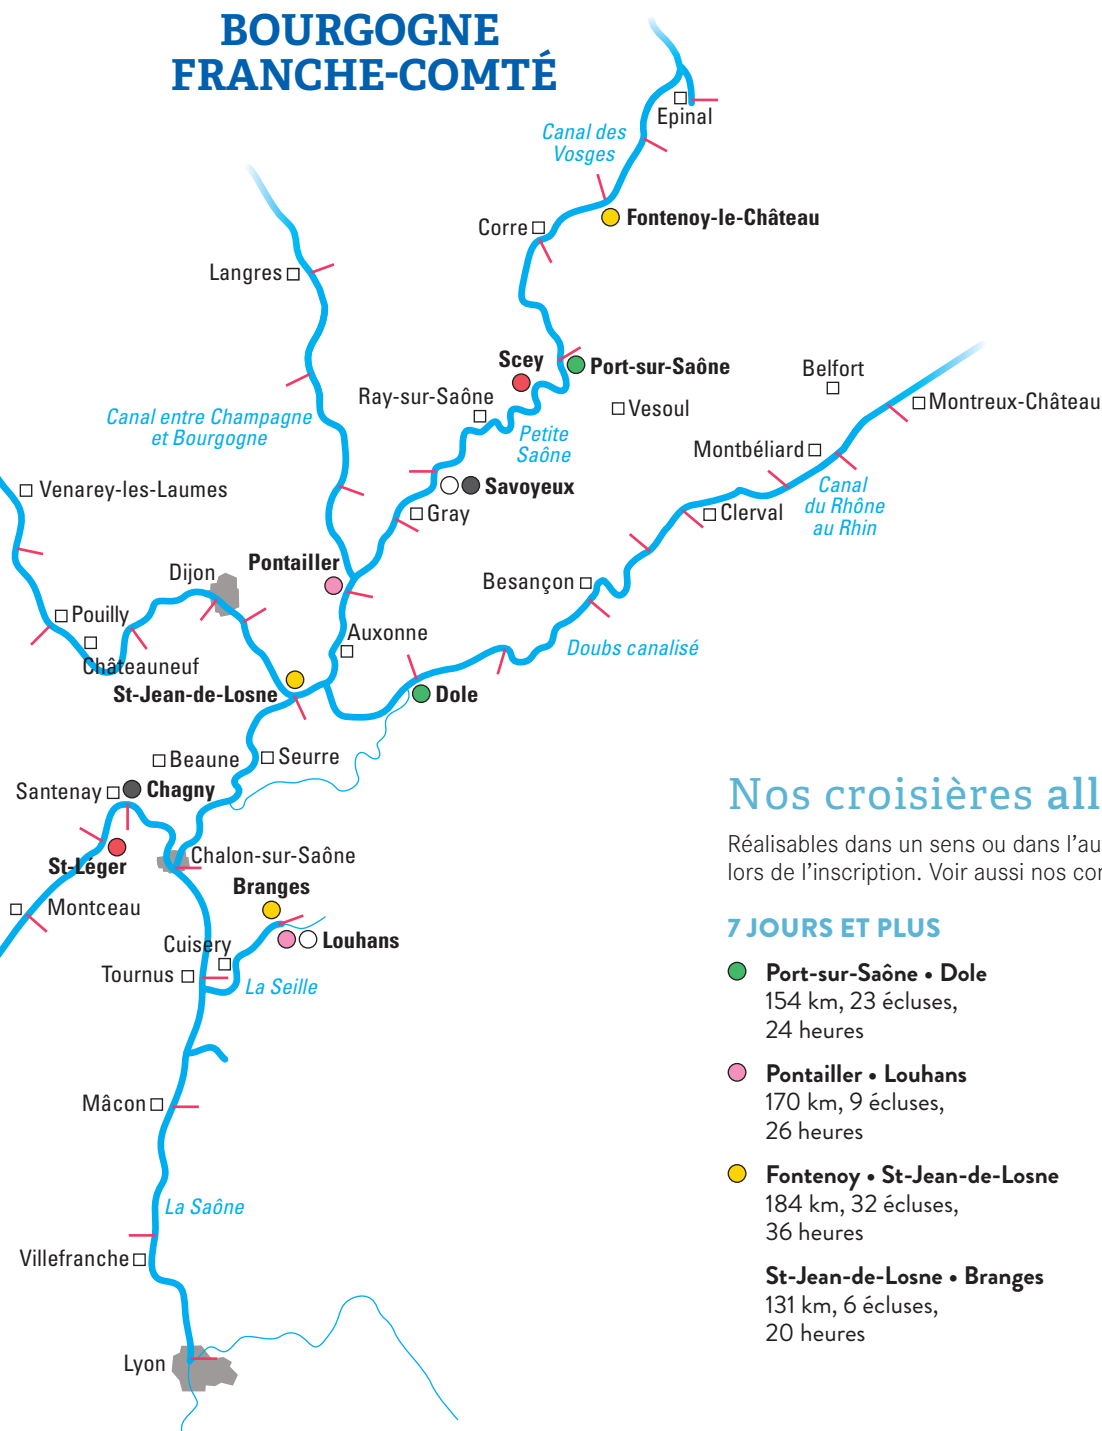 BOURGOGNE
FRANCHE-COMTÉ
Epinal
Canal des
Vosges
Fontenoy-le-Château
Corre
Langres
Scey
Port-sur-Saône
Belfort
Ray-sur-Saône
Vesoul
Montreux-Château
Canal entre Champagne
et Bourgogne
Petite
Saône
Montbéliard
Venarey-les-Laumes
Savoyeux
Canal
du Rhône
au Rhin
Gray
Clerval
Pontailler
Dijon
Besançon
Pouilly
Auxonne
Châteauneuf
Doubs canalisé
St-Jean-de-Losne
Dole
Beaune
Seurre
Santenay
Chagny
Chalon-sur-Saône
St-Léger
Branges
Montceau
Cuisery
Louhans
Tournus
La Seille
Mâcon
La Saône
Villefranche
Lyon
Nos croisières all
Réalisables dans un sens ou dans l'au
lors de l'inscription. Voir aussi nos con
7 JOURS ET PLUS
Port-sur-Saône • Dole
154 km, 23 écluses,
24 heures
Pontailler • Louhans
170 km, 9 écluses,
26 heures
Fontenoy • St-Jean-de-Losne
184 km, 32 écluses,
36 heures
St-Jean-de-Losne • Branges
131 km, 6 écluses,
20 heures